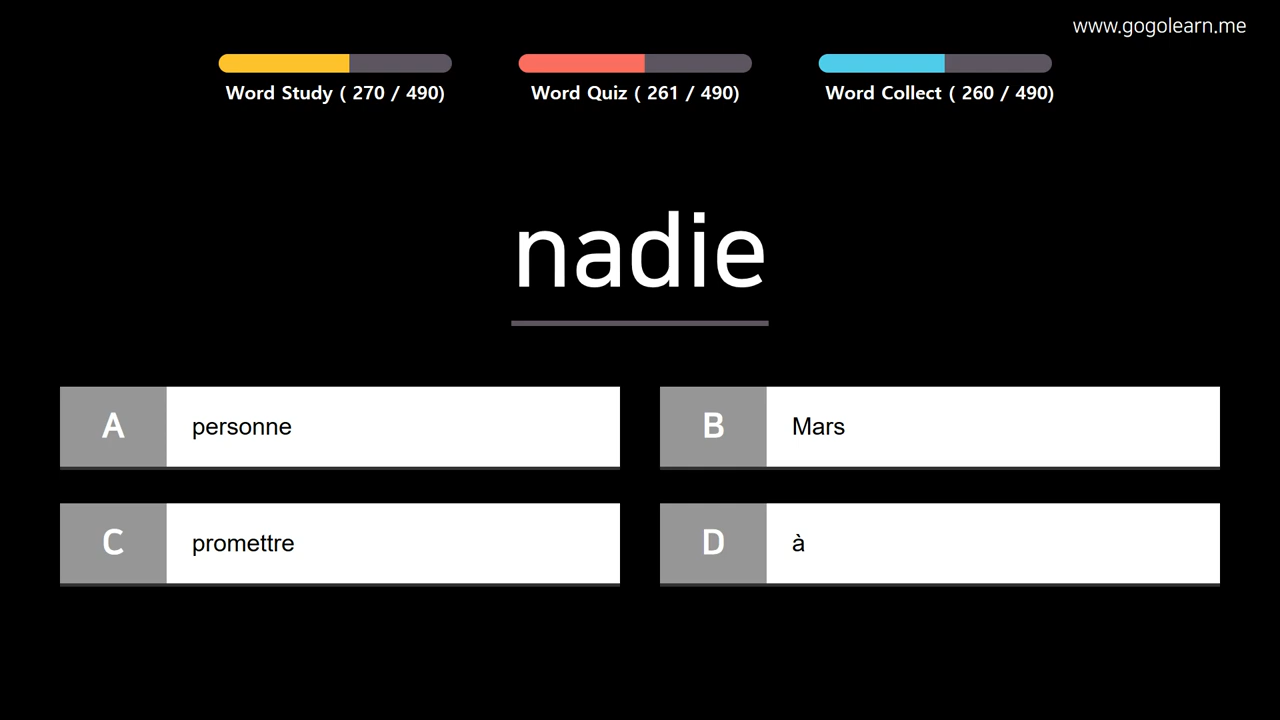 www.gogolearn.me
Word Study ( 270 / 490)
Word Quiz ( 261 / 490)
Word Collect ( 260 / 490)
nadie
A personne
B Mars
C promettre
D à